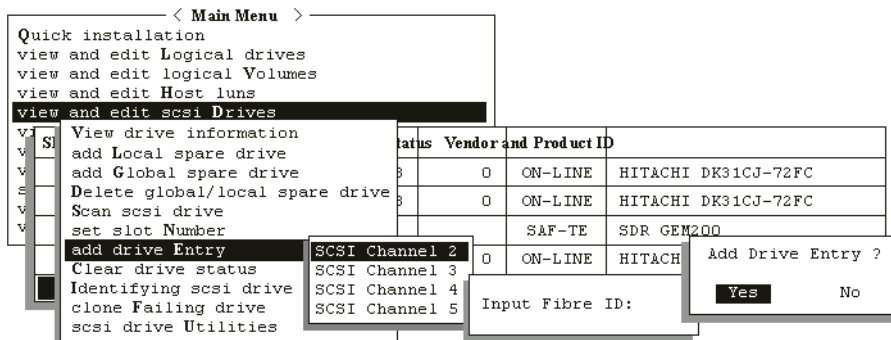 < Main Menu >
Quick installation
view and edit Logical drives
view and edit logical Volumes
view and edit Host luns
view and edit scsi Drives
View drive information
add Local spare drive
add Global spare drive
Delete global/local spare drive
Scan scsi drive
set slot Number
add drive Entry
Clear drive status
Identifying scsi drive
clone Failing drive
scsi drive Utilities
Vendor and Product ID
0 ON-LINE HITACHI DK31CJ-72FC
0 ON-LINE HITACHI DK31CJ-72FC
SAF-TE SDR GEM200
0 ON-LINE HITACH
SCSI Channel 2
SCSI Channel 3
SCSI Channel 4
SCSI Channel 5
Input Fibre ID:
Add Drive Entry ?
Yes No